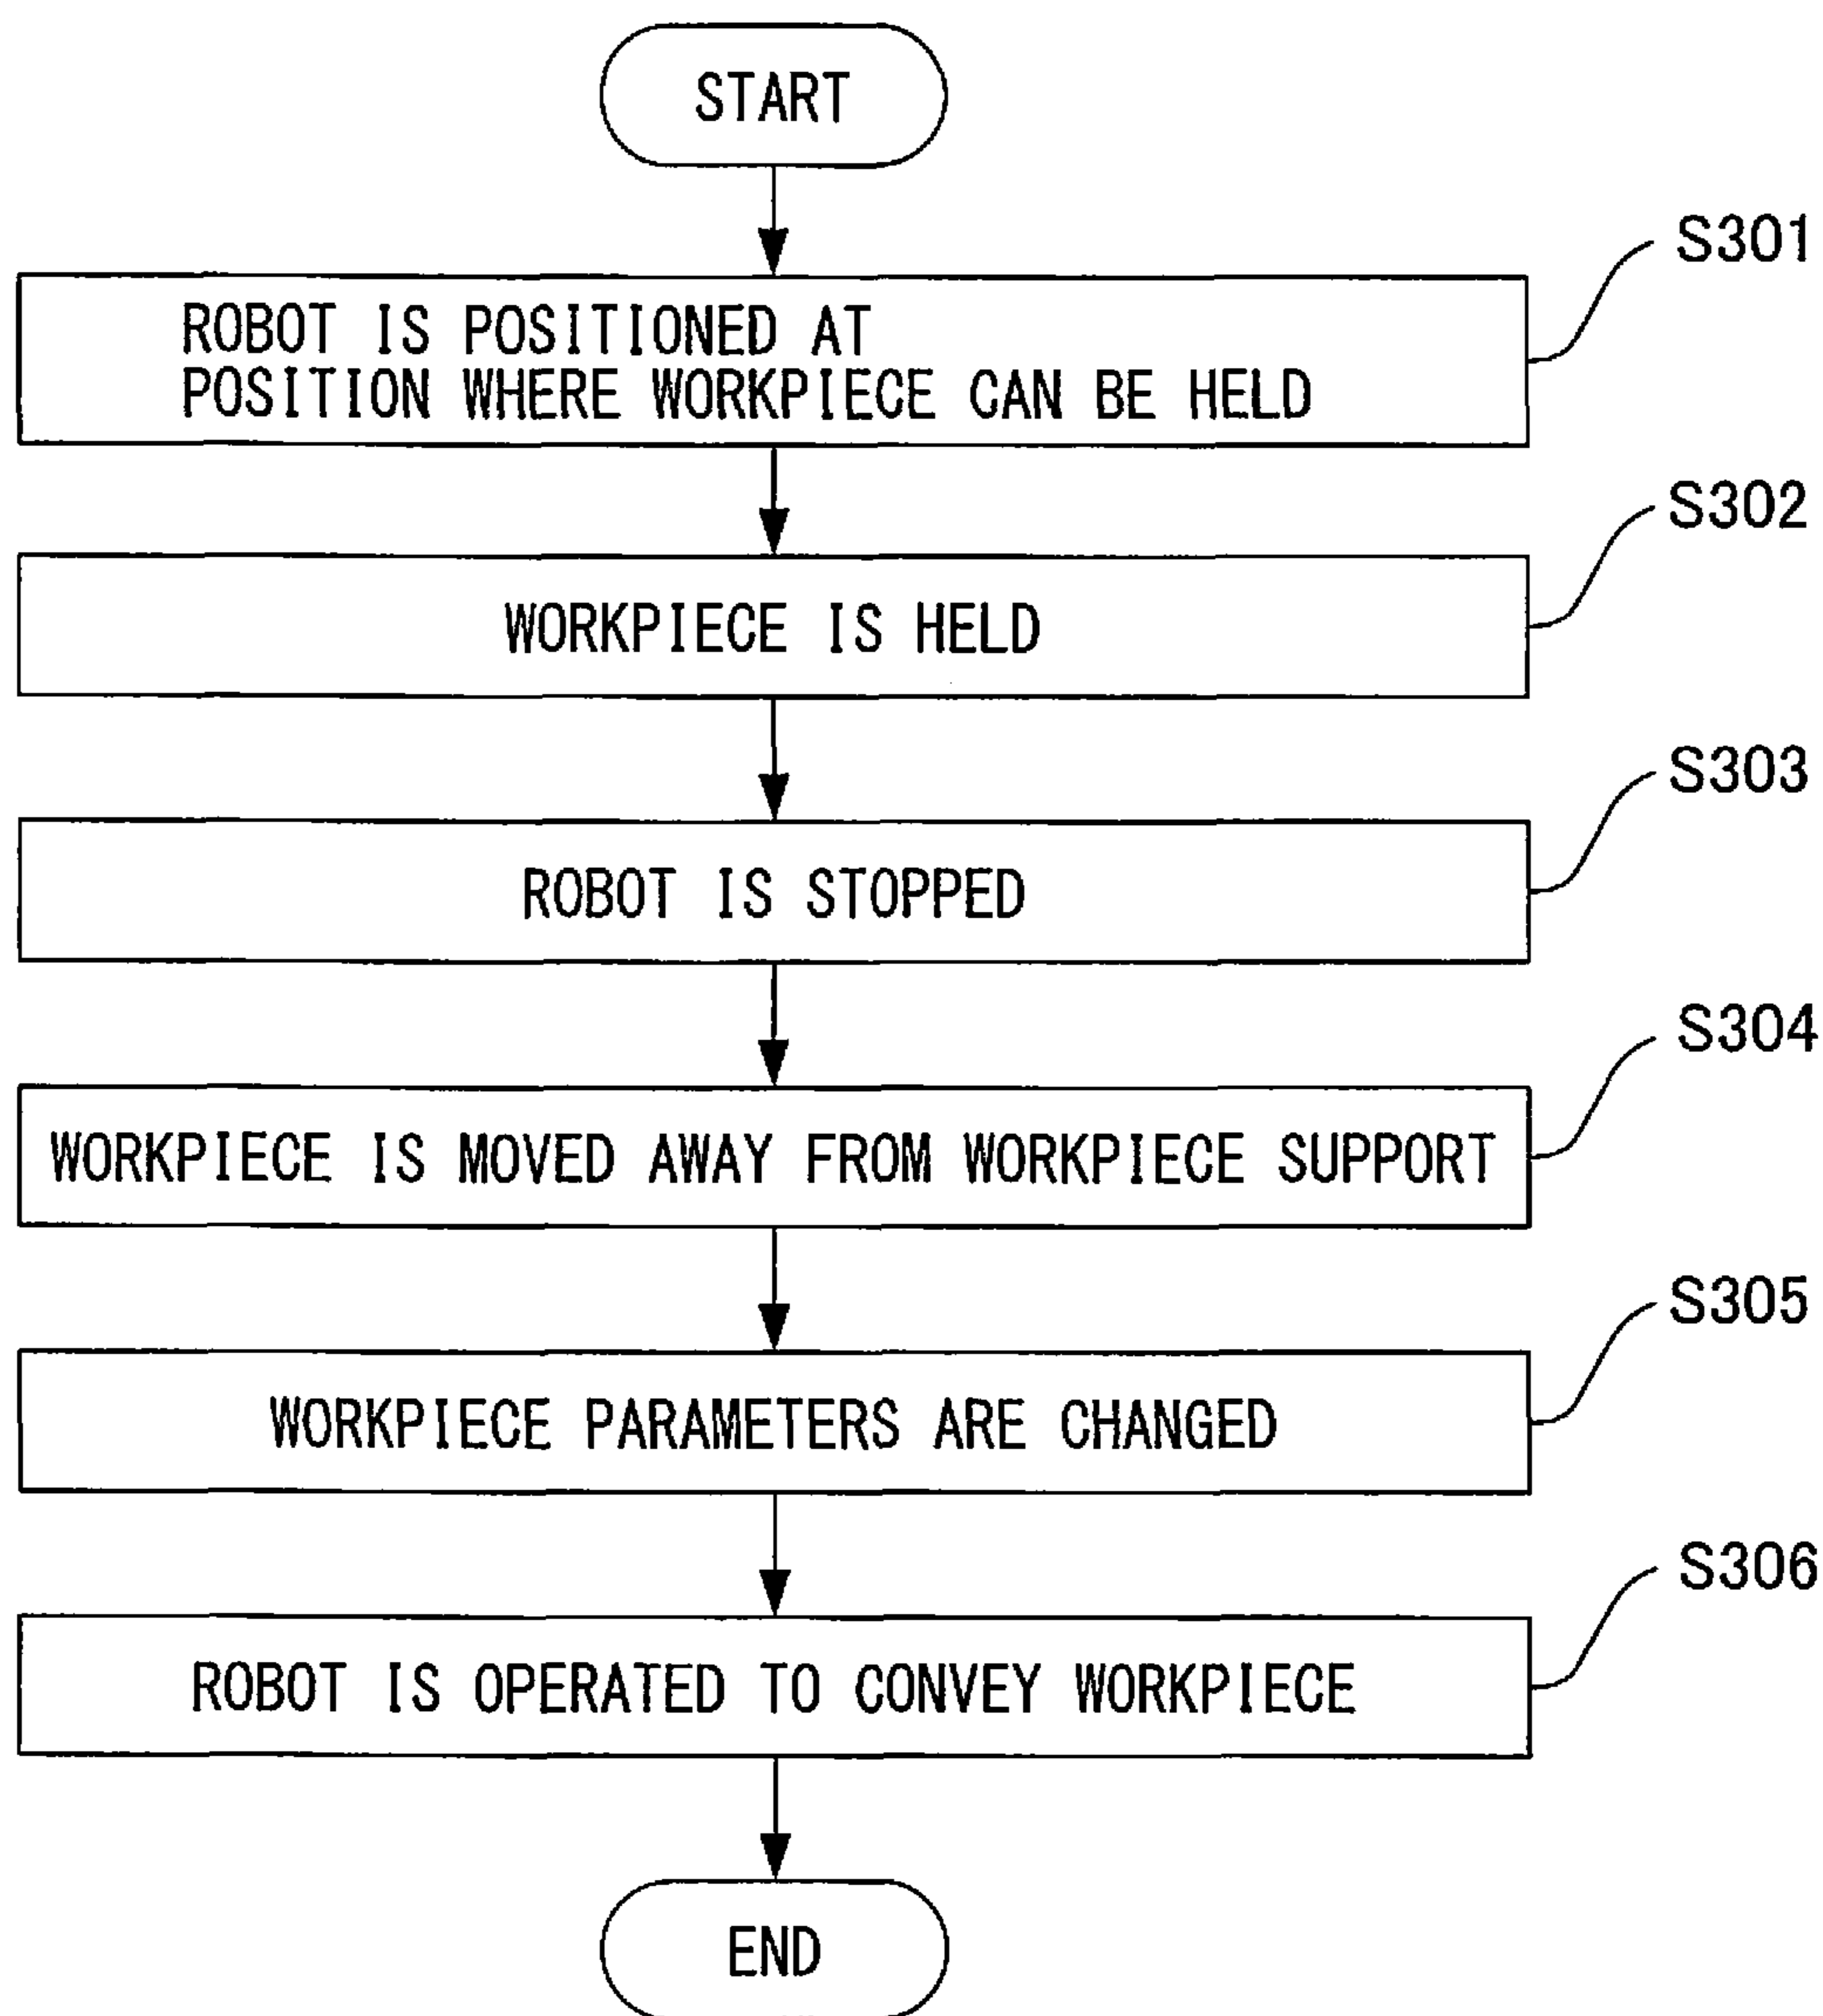 START
S301
ROBOT IS POSITIONED AT
POSITION WHERE WORKPIECE CAN BE HELD
S302
WORKPIECE IS HELD
S303
ROBOT IS STOPPED
S304
WORKPIECE IS MOVED AWAY FROM WORKPIECE SUPPORT
S305
WORKPIECE PARAMETERS ARE CHANGED
S306
ROBOT IS OPERATED TO CONVEY WORKPIECE
END